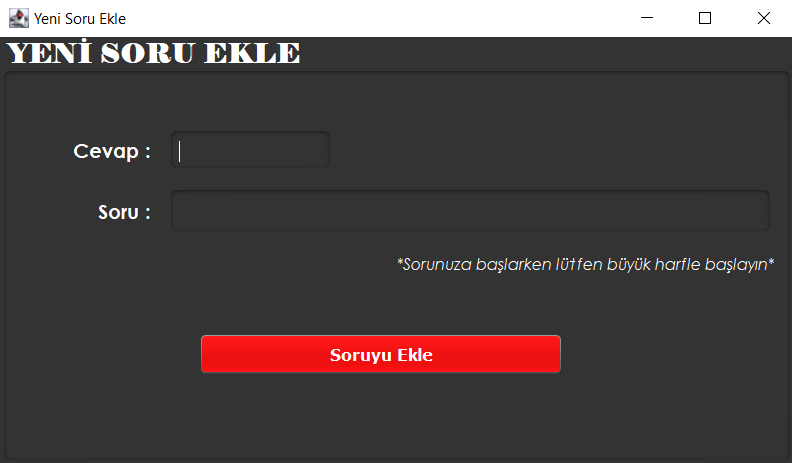 Yeni Soru Ekle
YENİ SORU EKLE
Cevap :
Soru :
*Sorunuza başlarken lütfen büyük harfle başlayın*
Soruyu Ekle